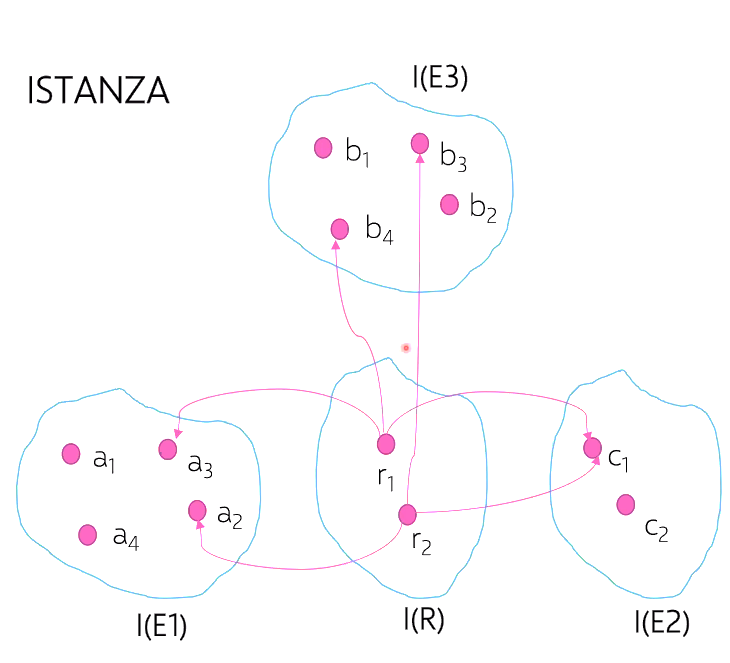 ISTANZA
I(E3)
b₁
b₃
b₂
b₄
a₁
a₃
a₂
a₄
r₁
r₂
c₁
c₂
I(E1)
I(R)
I(E2)